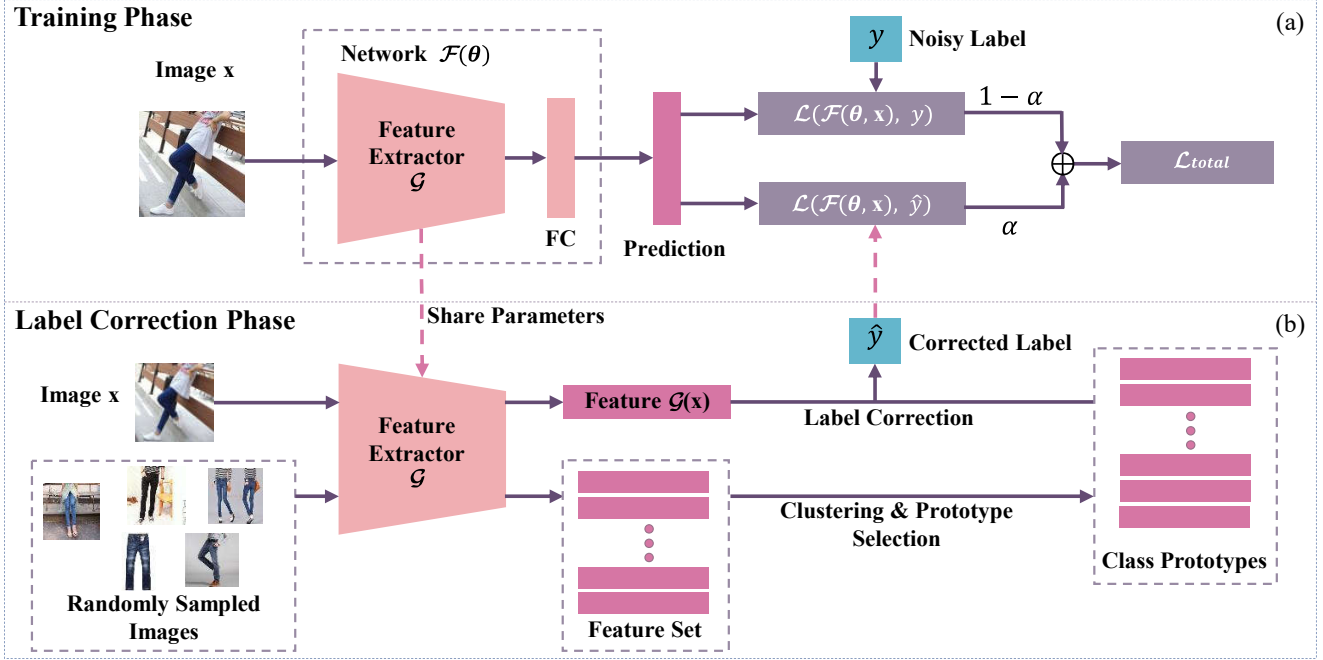 Training Phase
(a)
Network ℱ(θ)
Image x
Feature
Extractor
𝒢
FC
Prediction
y
Noisy Label
ℒ(ℱ(θ, x), y)
1 − α
⊕
ℒtotal
ℒ(ℱ(θ, x), ŷ)
α
Share Parameters
Label Correction Phase
(b)
ŷ
Corrected Label
Image x
Feature
Extractor
𝒢
Feature 𝒢(x)
Label Correction
Randomly Sampled
Images
Feature Set
Clustering & Prototype
Selection
Class Prototypes